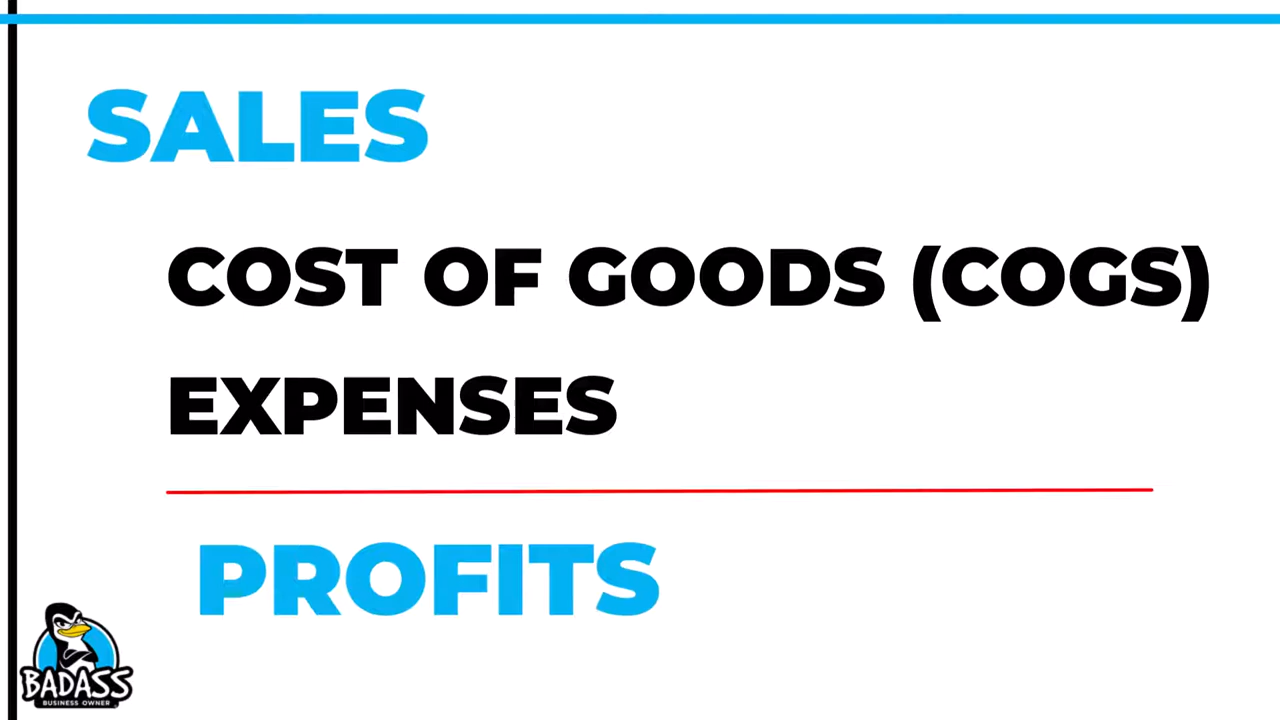 SALES
COST OF GOODS (COGS)
EXPENSES
PROFITS
BADASS
BUSINESS OWNER